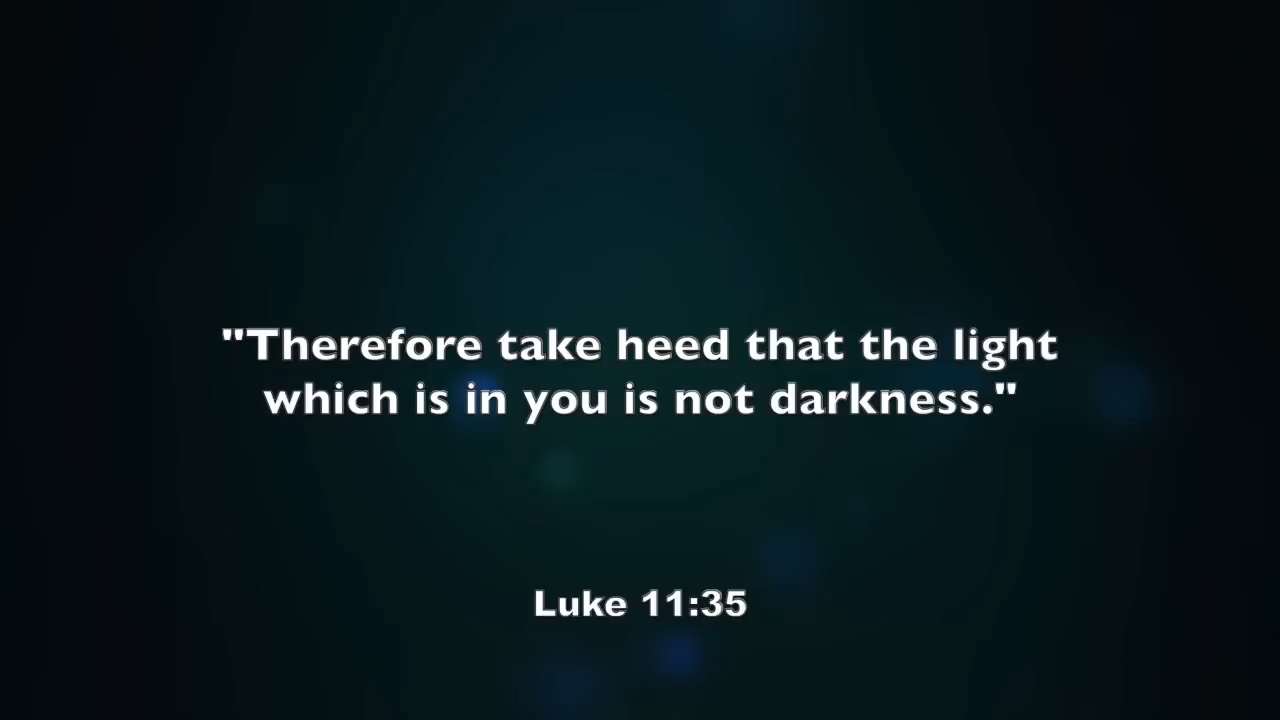 "Therefore take heed that the light
which is in you is not darkness."
Luke 11:35